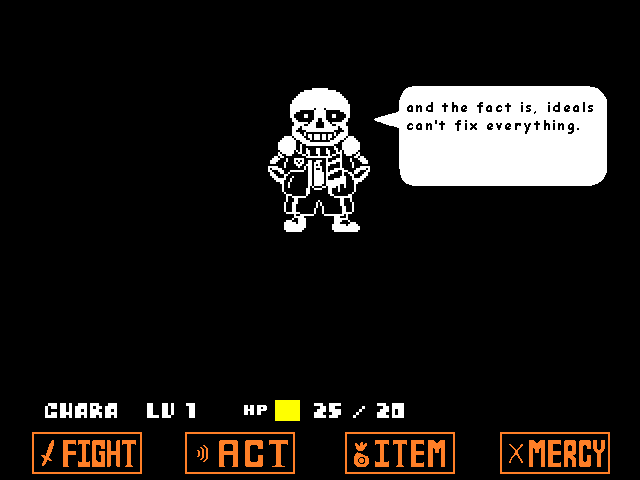 and the fact is, ideals
can't fix everything.
CHARA LV 1 HP 25 / 20
FIGHT ACT ITEM MERCY